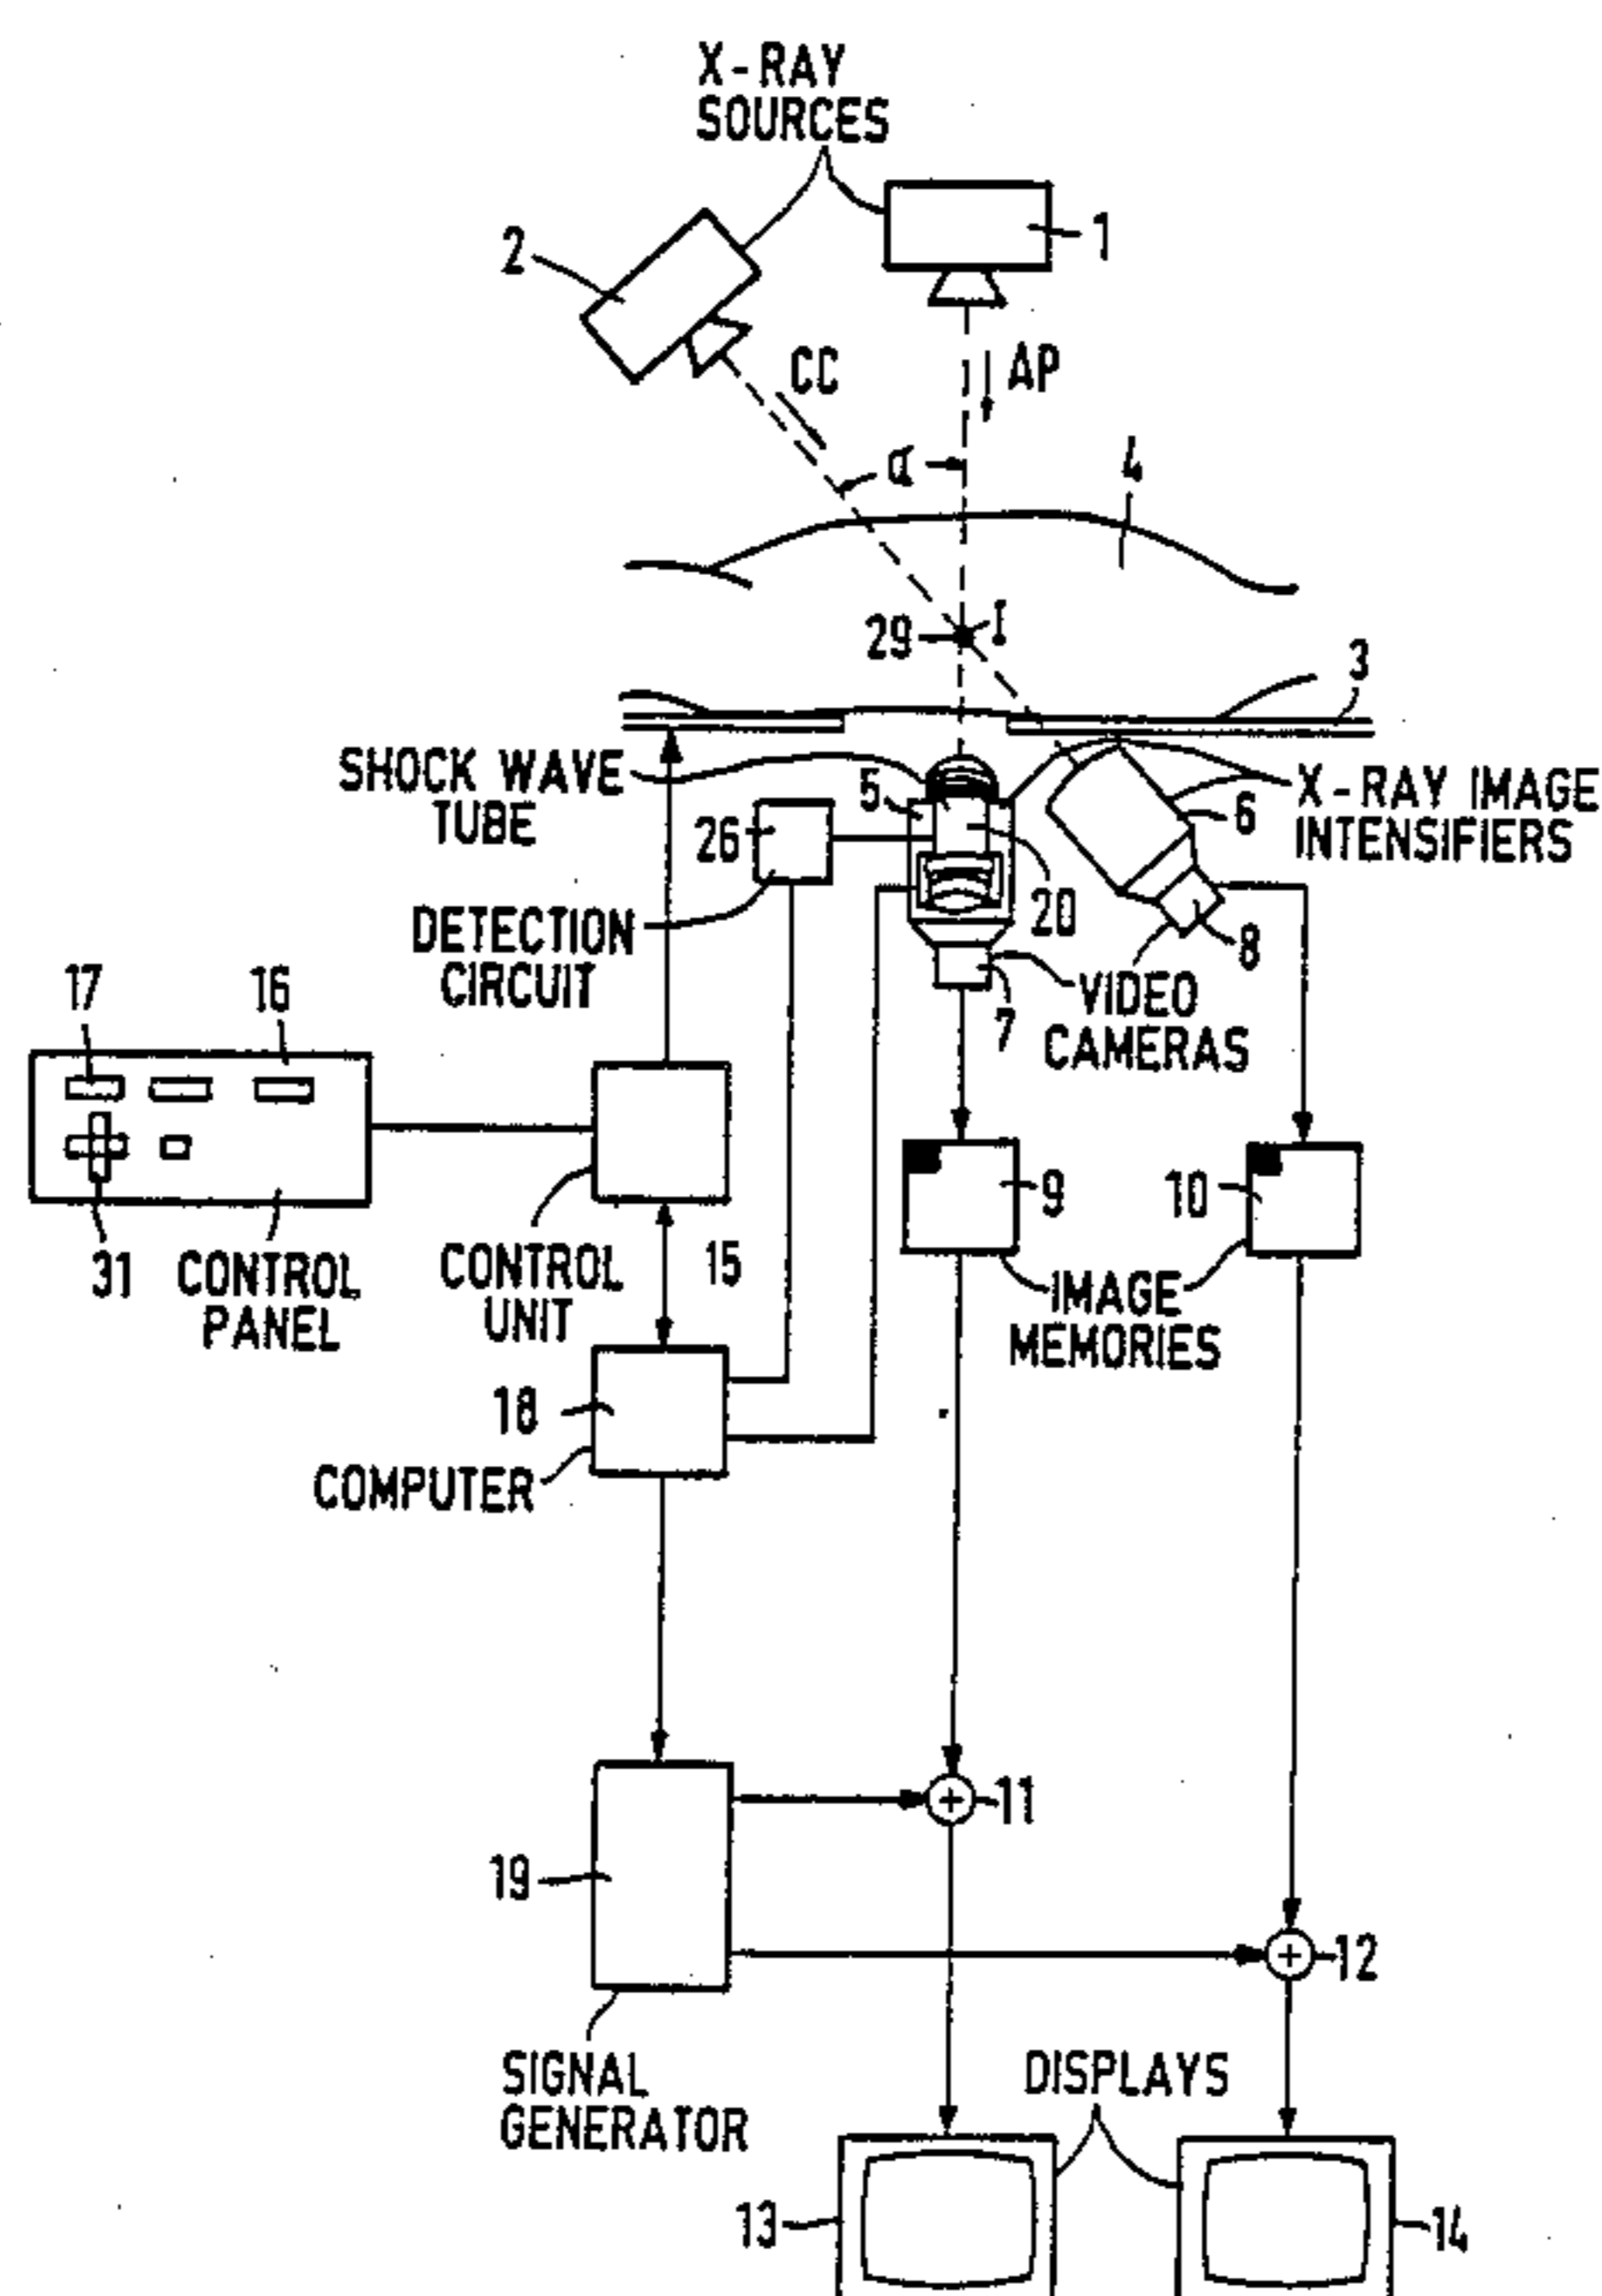 X-RAY
SOURCES
2
1
CC
AP
α
4
29
I
3
SHOCK WAVE
TUBE
5
26
6
X-RAY IMAGE
INTENSIFIERS
20
DETECTION
CIRCUIT
8
VIDEO
CAMERAS
7
17
16
9
10
31
CONTROL
PANEL
CONTROL
UNIT
15
IMAGE
MEMORIES
18
COMPUTER
+
11
19
+
12
SIGNAL
GENERATOR
DISPLAYS
13
14